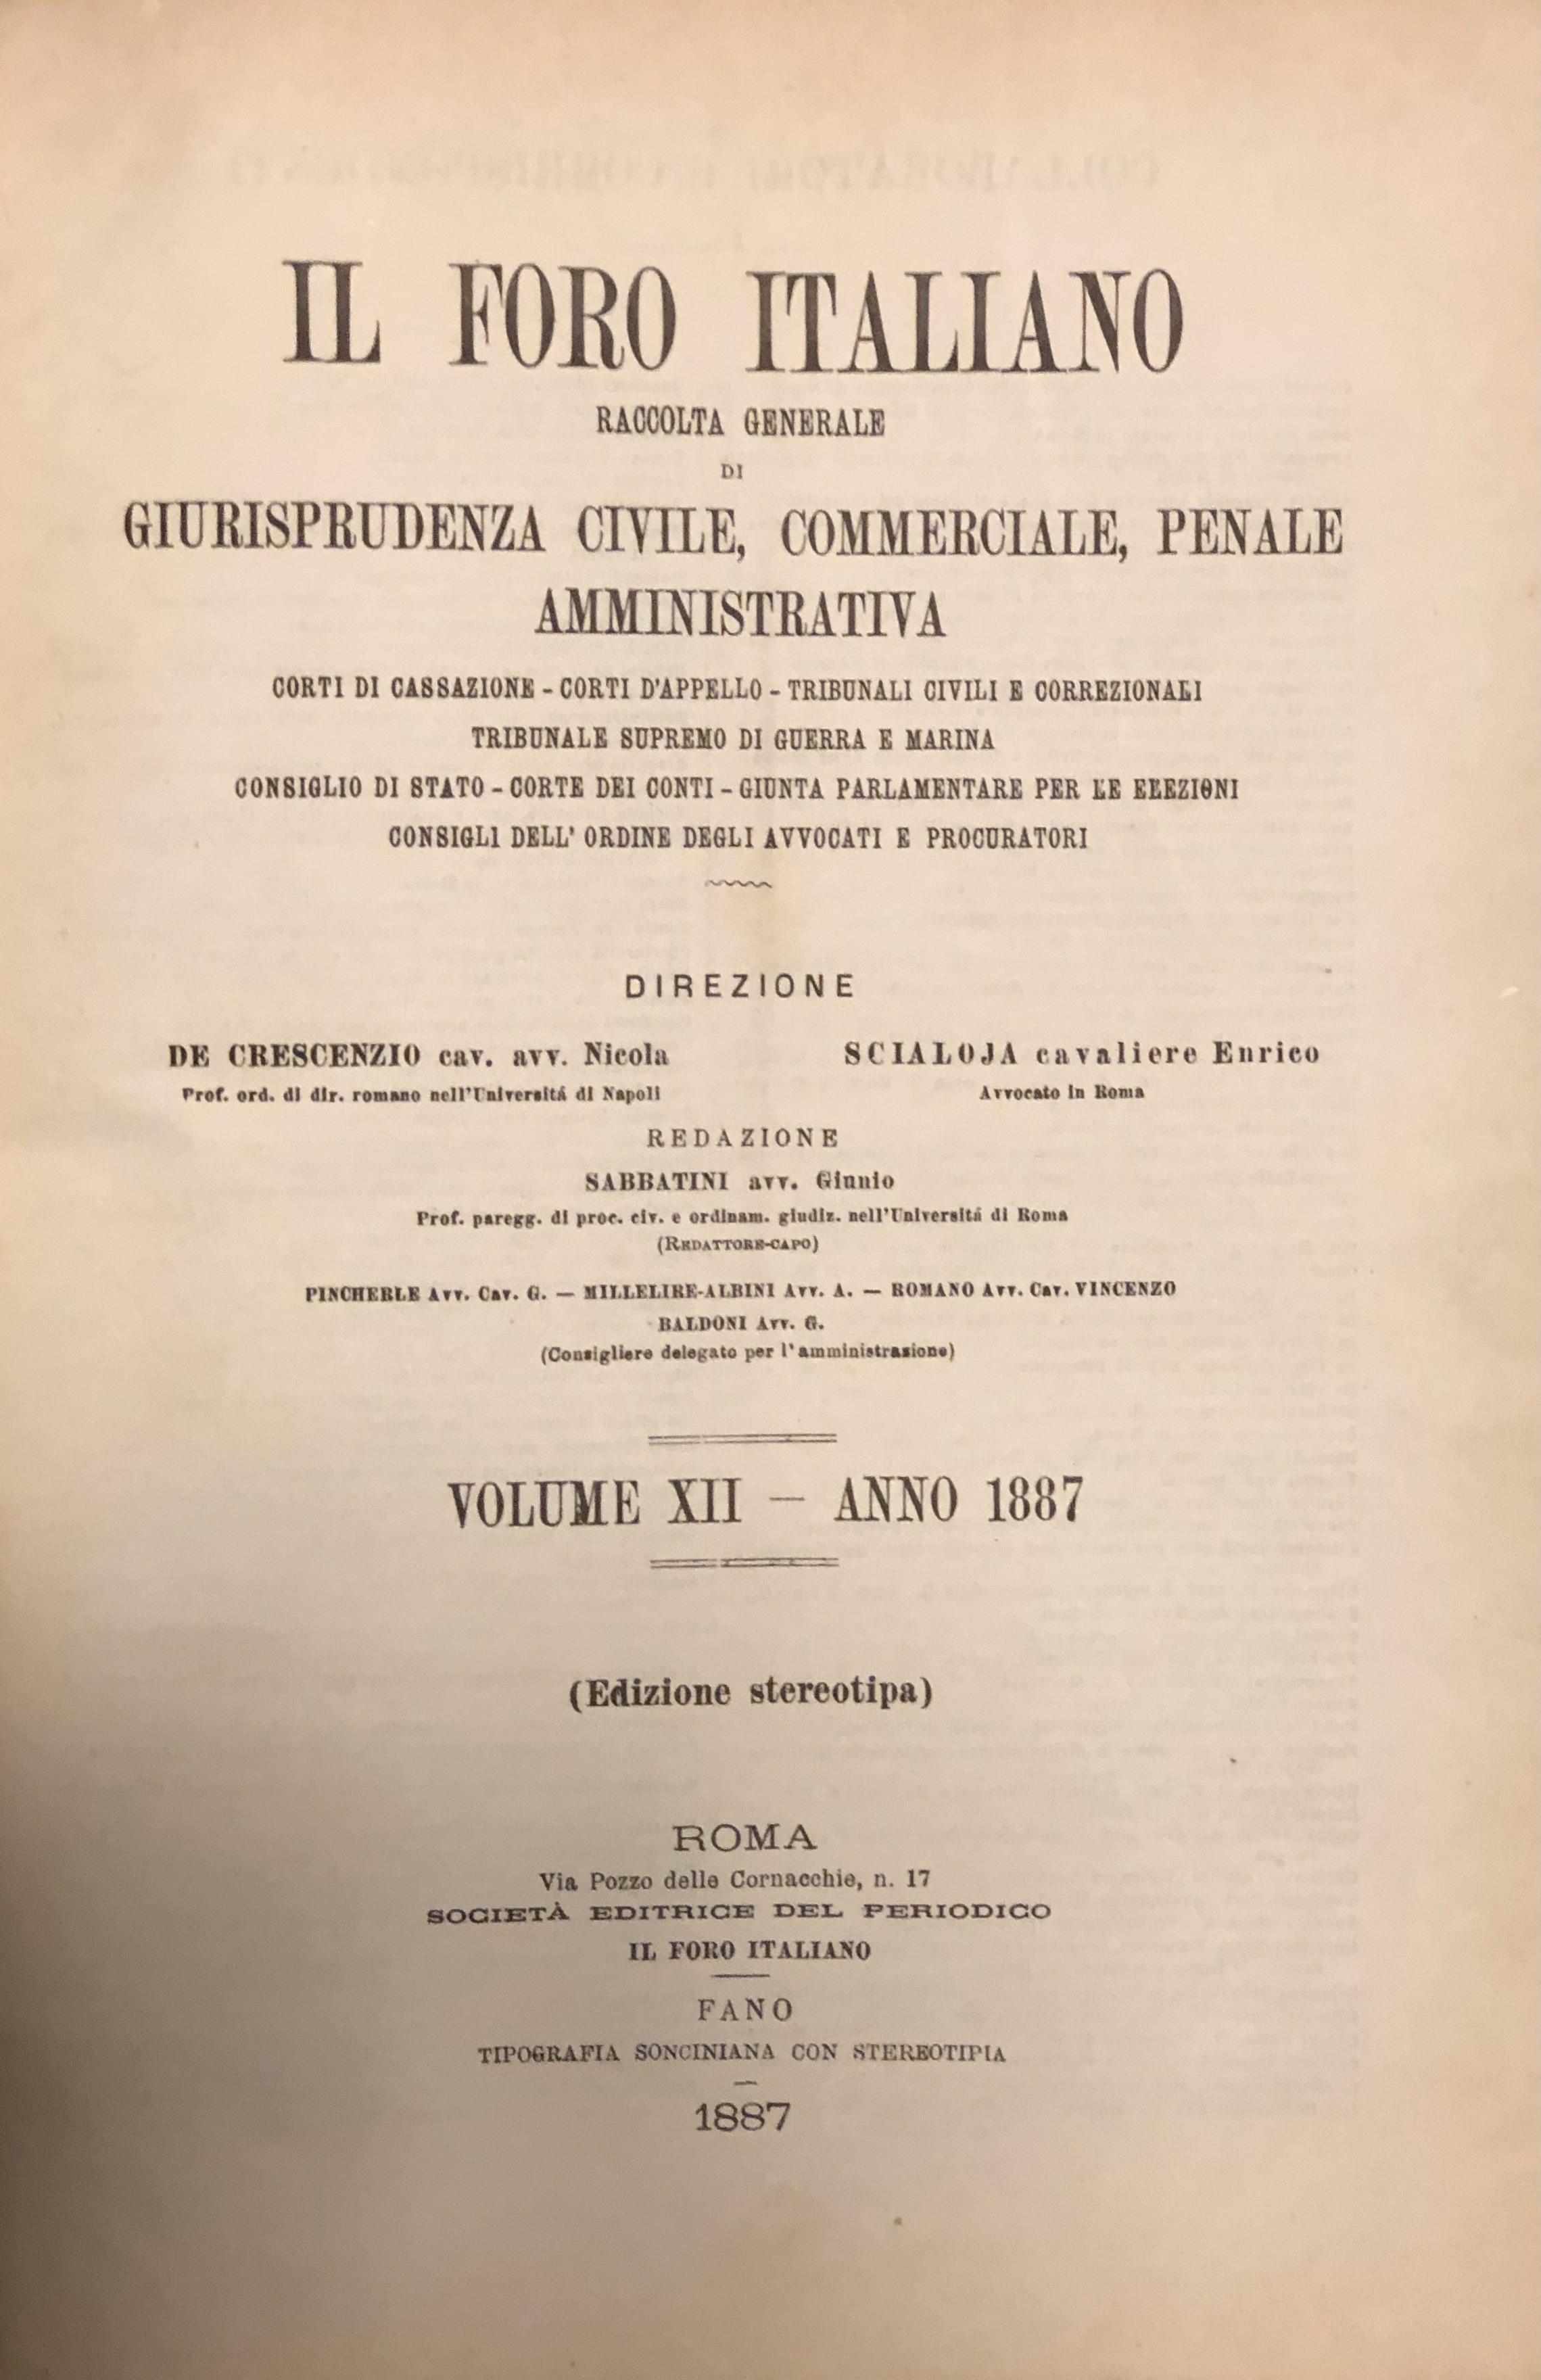 IL FORO ITALIANO
RACCOLTA GENERALE
DI
GIURISPRUDENZA CIVILE, COMMERCIALE, PENALE
AMMINISTRATIVA
CORTI DI CASSAZIONE - CORTI D'APPELLO - TRIBUNALI CIVILI E CORREZIONALI
TRIBUNALE SUPREMO DI GUERRA E MARINA
CONSIGLIO DI STATO - CORTE DEI CONTI - GIUNTA PARLAMENTARE PER LE ELEZIONI
CONSIGLI DELL' ORDINE DEGLI AVVOCATI E PROCURATORI
DIREZIONE
DE CRESCENZIO cav. avv. Nicola
Prof. ord. di dir. romano nell'Universitá di Napoli
SCIALOJA cavaliere Enrico
Avvocato in Roma
REDAZIONE
SABBATINI avv. Giunio
Prof. paregg. di proc. civ. e ordinam. giudiz. nell'Universitá di Roma
(REDATTORE-CAPO)
PINCHERLE Avv. Cav. G. — MILLELIRE-ALBINI Avv. A. — ROMANO Avv. Cav. VINCENZO
BALDONI Avv. G.
(Consigliere delegato per l'amministrazione)
VOLUME XII — ANNO 1887
(Edizione stereotipa)
ROMA
Via Pozzo delle Cornacchie, n. 17
SOCIETÀ EDITRICE DEL PERIODICO
IL FORO ITALIANO
FANO
TIPOGRAFIA SONCINIANA CON STEREOTIPIA
1887